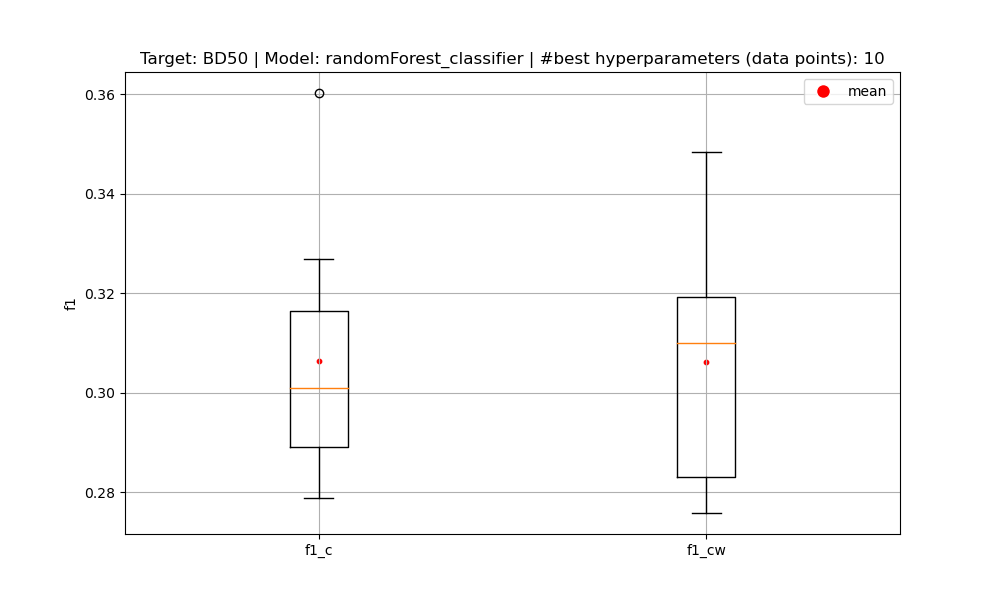 Target: BD50 | Model: randomForest_classifier | #best hyperparameters (data points): 10
mean
0.36
0.34
0.32
0.30
0.28
f1
f1_c
f1_cw